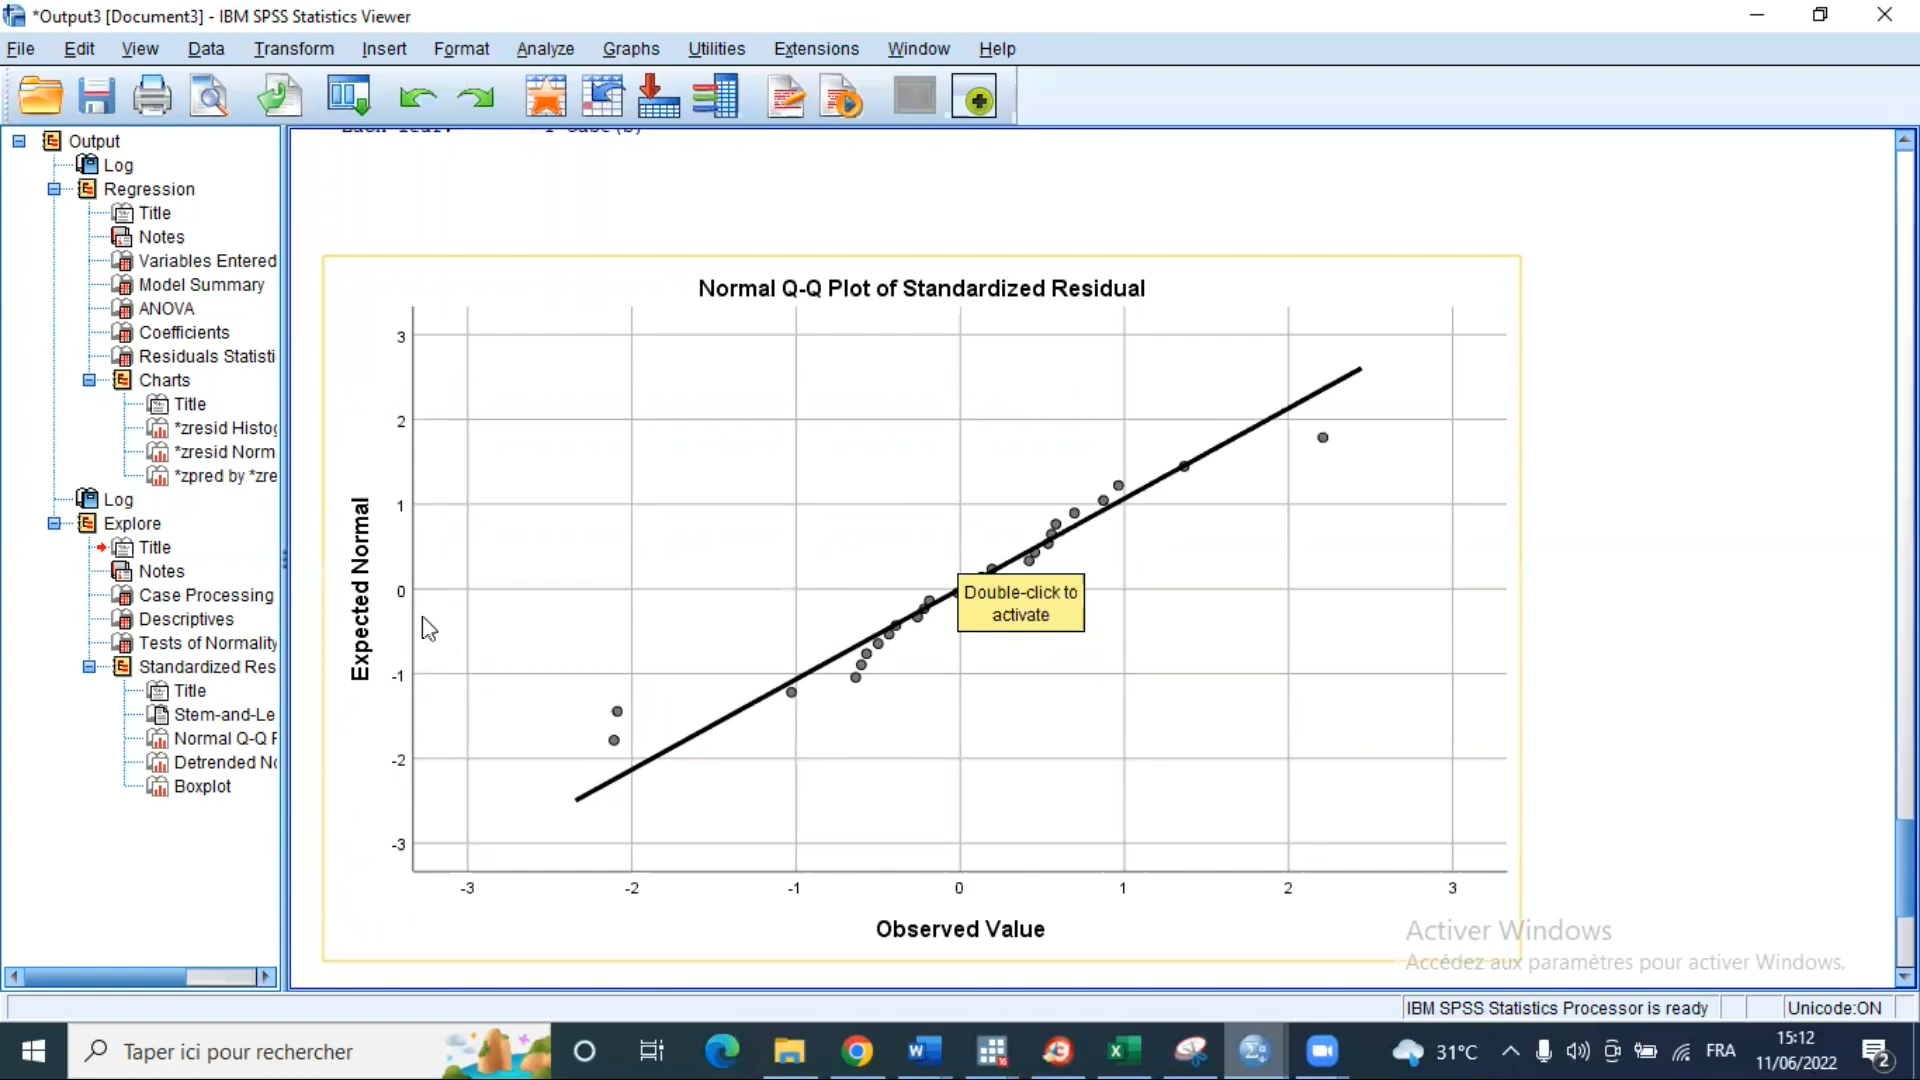 *Output3 [Document3] - IBM SPSS Statistics Viewer
File Edit View Data Transform Insert Format Analyze Graphs Utilities Extensions Window Help
Output
Log
Regression
Title
Notes
Variables Entered
Model Summary
ANOVA
Coefficients
Residuals Statisti
Charts
Title
*zresid Histog
*zresid Norm
*zpred by *zre
Log
Explore
Title
Notes
Case Processing
Descriptives
Tests of Normality
Standardized Res
Title
Stem-and-Le
Normal Q-Q P
Detrended No
Boxplot
Normal Q-Q Plot of Standardized Residual
Expected Normal
3
2
1
0
-1
-2
-3
Double-click to
activate
-3 -2 -1 0 1 2 3
Observed Value
Activer Windows
Accédez aux paramètres pour activer Windows.
IBM SPSS Statistics Processor is ready Unicode:ON
Taper ici pour rechercher
31°C
FRA
15:12
11/06/2022
2